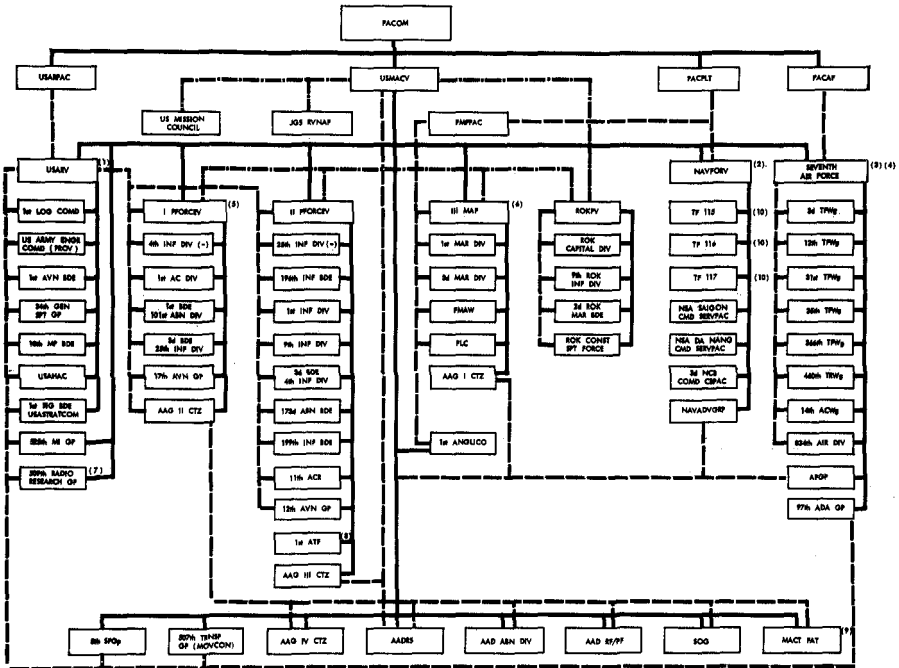 PACOM
USARPAC
USMACV
PACFLT
PACAF
US MISSION
COUNCIL
JGS RVNAF
FMFPAC
USARV (1)
NAVFORV (2)
SEVENTH
AIR FORCE (3) (4)
1st LOG COMD
US ARMY ENGR
COMD (PROV)
1st AVN BDE
34th GEN
SPT GP
18th MP BDE
USAHAC
1st SIG BDE
USASTRATCOM
525th MI GP
509th RADIO
RESEARCH GP (7)
I FFORCEV (5)
4th INF DIV (-)
1st AC DIV
1st BDE
101st ABN DIV
3d BDE
25th INF DIV
17th AVN GP
AAG II CTZ
II FFORCEV
25th INF DIV (-)
196th INF BDE
1st INF DIV
9th INF DIV
3d BDE
4th INF DIV
173d ABN BDE
199th INF BDE
11th ACR
12th AVN GP
1st ATF (8)
AAG III CTZ
III MAF (6)
1st MAR DIV
3d MAR DIV
FMAW
FLC
AAG I CTZ
1st ANGLICO
ROKFV
ROK
CAPITAL DIV
9th ROK
INF DIV
2d ROK
MAR BDE
ROK CONST
SPT FORCE
TF 115 (10)
TF 116 (10)
TF 117 (10)
NSA SAIGON
CMD SERVPAC
NSA DA NANG
CMD SERVPAC
3d NCB
COMD CBPAC
NAVADVGRP
3d TFWg
12th TFWg
31st TFWg
35th TFWg
366th TFWg
460th TRWg
14th ACWg
834th AIR DIV
AFGP
97th ADA GP
5th SFGp
507th TRNSP
GP (MOVCON)
AAG IV CTZ
AADRS
AAD ABN DIV
AAD RF/PF
SOG
MACT FAT (9)